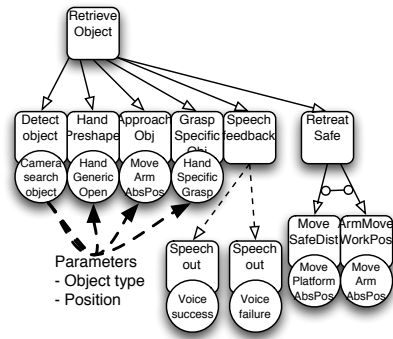 Retrieve
Object
Detect
object
Hand
Preshape
Approach
Obj
Grasp
Specific
Obj
Speech
feedback
Retreat
Safe
Camera
search
object
Hand
Generic
Open
Move
Arm
AbsPos
Hand
Specific
Grasp
Parameters
- Object type
- Position
Speech
out
Voice
success
Speech
out
Voice
failure
Move
SafeDist
Move
Platform
AbsPos
ArmMove
WorkPos
Move
Arm
AbsPos